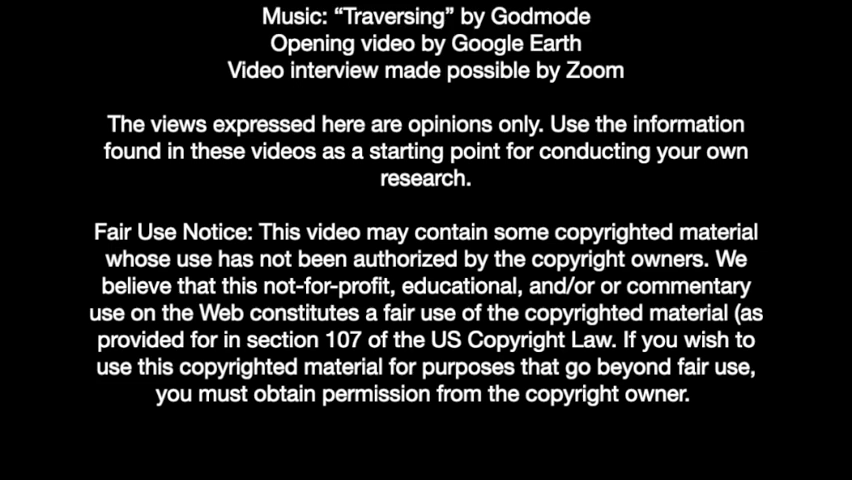 Music: “Traversing” by Godmode
Opening video by Google Earth
Video interview made possible by Zoom
The views expressed here are opinions only. Use the information
found in these videos as a starting point for conducting your own
research.
Fair Use Notice: This video may contain some copyrighted material
whose use has not been authorized by the copyright owners. We
believe that this not-for-profit, educational, and/or or commentary
use on the Web constitutes a fair use of the copyrighted material (as
provided for in section 107 of the US Copyright Law. If you wish to
use this copyrighted material for purposes that go beyond fair use,
you must obtain permission from the copyright owner.